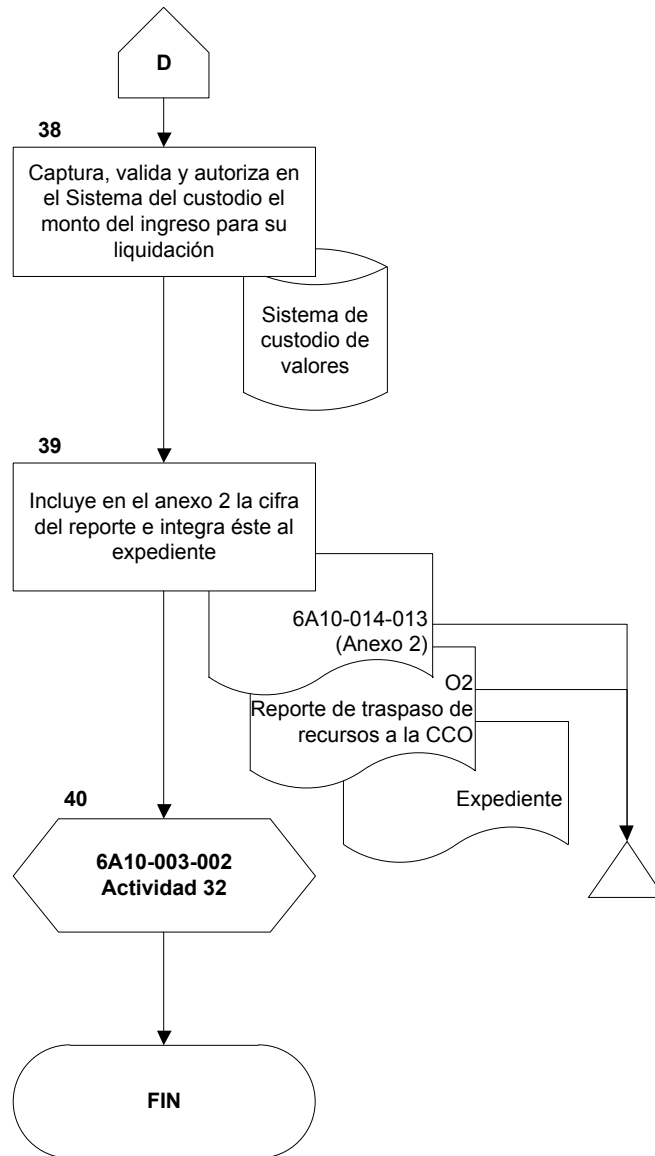 D
38
Captura, valida y autoriza en
el Sistema del custodio el
monto del ingreso para su
liquidación
Sistema de
custodio de
valores
39
Incluye en el anexo 2 la cifra
del reporte e integra éste al
expediente
6A10-014-013
(Anexo 2)
O2
Reporte de traspaso de
recursos a la CCO
Expediente
40
6A10-003-002
Actividad 32
FIN